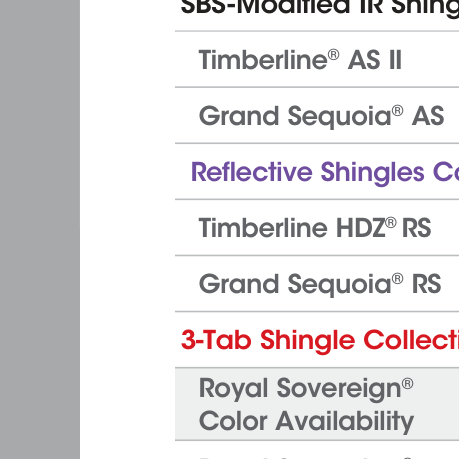 SBS-Modified IR Shing
Timberline® AS II
Grand Sequoia® AS
Reflective Shingles Co
Timberline HDZ® RS
Grand Sequoia® RS
3-Tab Shingle Collecti
Royal Sovereign®
Color Availability